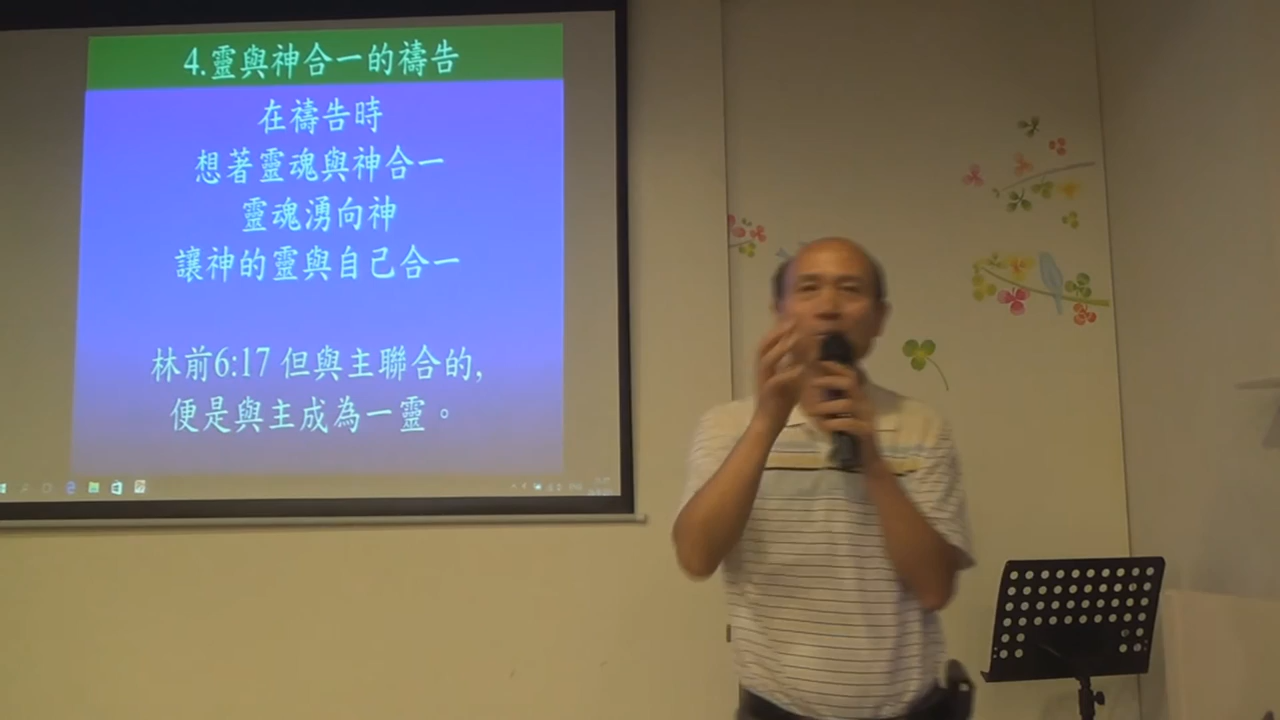 4.靈與神合一的禱告
在禱告時
想著靈魂與神合一
靈魂湧向神
讓神的靈與自己合一
林前6:17 但與主聯合的,
便是與主成為一靈。